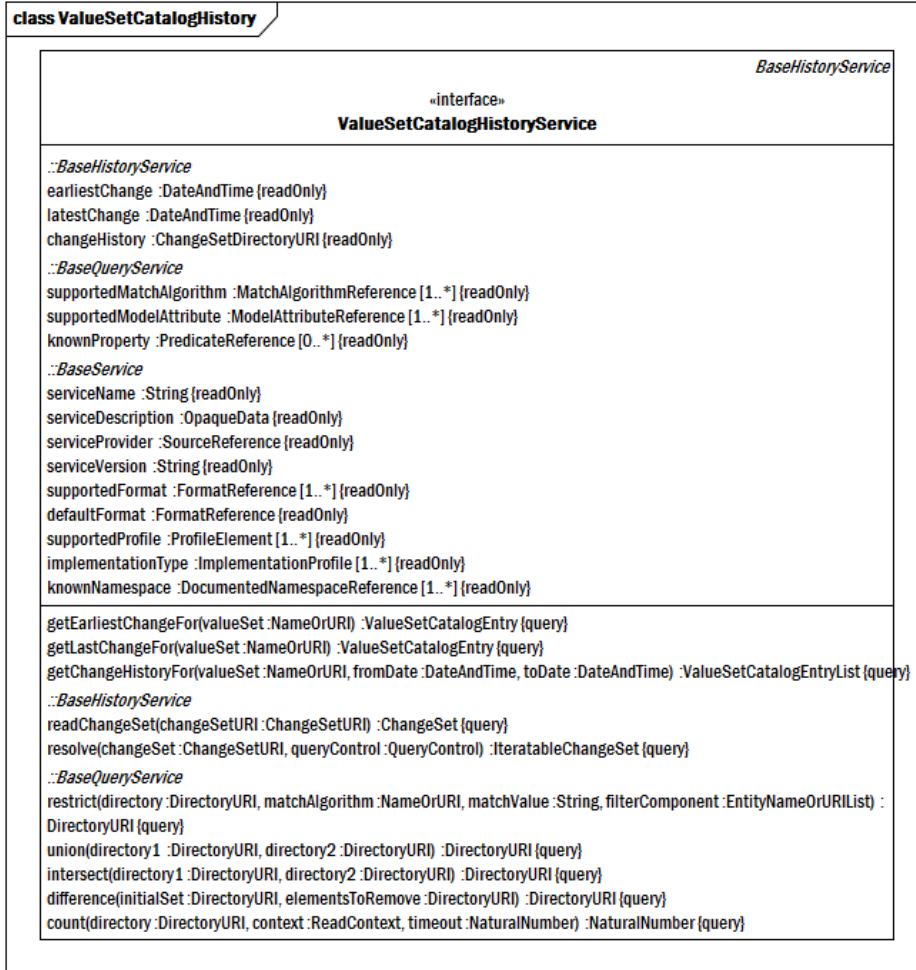 class ValueSetCatalogHistory
BaseHistoryService
«interface»
ValueSetCatalogHistoryService
::BaseHistoryService
earliestChange :DateAndTime {readOnly}
latestChange :DateAndTime {readOnly}
changeHistory :ChangeSetDirectoryURI {readOnly}
::BaseQueryService
supportedMatchAlgorithm :MatchAlgorithmReference [1..*] {readOnly}
supportedModelAttribute :ModelAttributeReference [1..*] {readOnly}
knownProperty :PredicateReference [0..*] {readOnly}
::BaseService
serviceName :String {readOnly}
serviceDescription :OpaqueData {readOnly}
serviceProvider :SourceReference {readOnly}
serviceVersion :String {readOnly}
supportedFormat :FormatReference [1..*] {readOnly}
defaultFormat :FormatReference {readOnly}
supportedProfile :ProfileElement [1..*] {readOnly}
implementationType :ImplementationProfile [1..*] {readOnly}
knownNamespace :DocumentedNamespaceReference [1..*] {readOnly}
getEarliestChangeFor(valueSet :NameOrURI) :ValueSetCatalogEntry {query}
getLastChangeFor(valueSet :NameOrURI) :ValueSetCatalogEntry {query}
getChangeHistoryFor(valueSet :NameOrURI, fromDate :DateAndTime, toDate :DateAndTime) :ValueSetCatalogEntryList {query}
::BaseHistoryService
readChangeSet(changeSetURI :ChangeSetURI) :ChangeSet {query}
resolve(changeSet :ChangeSetURI, queryControl :QueryControl) :IteratableChangeSet {query}
::BaseQueryService
restrict(directory :DirectoryURI, matchAlgorithm :NameOrURI, matchValue :String, filterComponent :EntityNameOrURIList) :
DirectoryURI {query}
union(directory1 :DirectoryURI, directory2 :DirectoryURI) :DirectoryURI {query}
intersect(directory1 :DirectoryURI, directory2 :DirectoryURI) :DirectoryURI {query}
difference(initialSet :DirectoryURI, elementsToRemove :DirectoryURI) :DirectoryURI {query}
count(directory :DirectoryURI, context :ReadContext, timeout :NaturalNumber) :NaturalNumber {query}